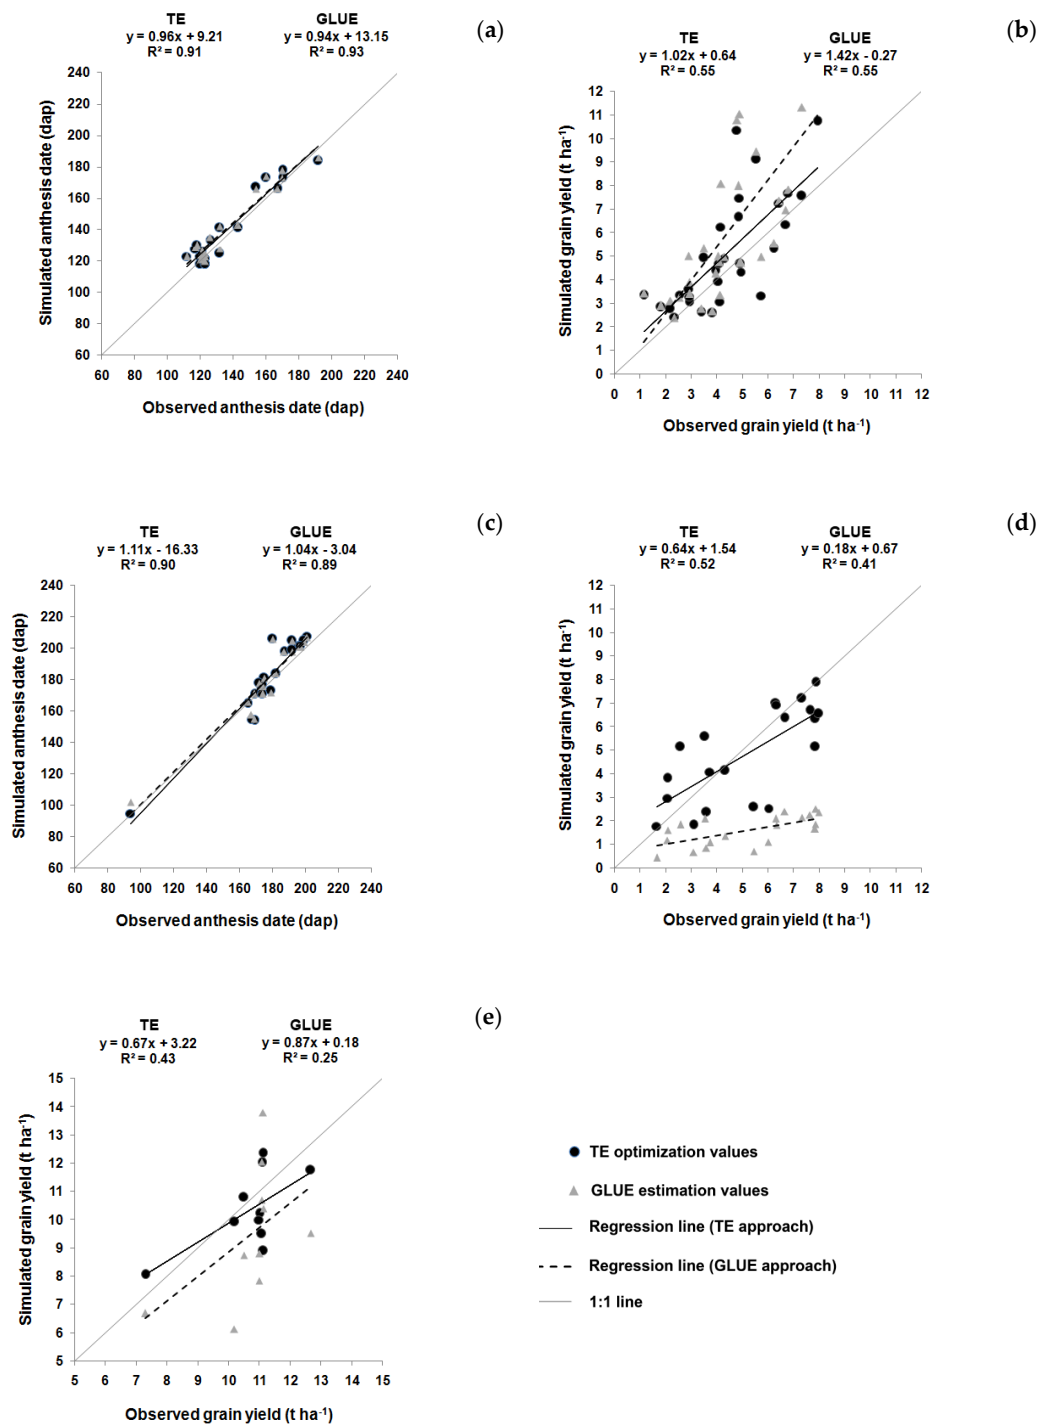 TE GLUE (a)
y = 0.96x + 9.21 y = 0.94x + 13.15
R² = 0.91 R² = 0.93
240
220
200
180
160
140
120
100
80
60
60 80 100 120 140 160 180 200 220 240
Simulated anthesis date (dap)
Observed anthesis date (dap)
TE GLUE (b)
y = 1.02x + 0.64 y = 1.42x - 0.27
R² = 0.55 R² = 0.55
12
11
10
9
8
7
6
5
4
3
2
1
0
0 1 2 3 4 5 6 7 8 9 10 11 12
Simulated grain yield (t ha⁻¹)
Observed grain yield (t ha⁻¹)
TE GLUE (c)
y = 1.11x - 16.33 y = 1.04x - 3.04
R² = 0.90 R² = 0.89
240
220
200
180
160
140
120
100
80
60
60 80 100 120 140 160 180 200 220 240
Simulated anthesis date (dap)
Observed anthesis date (dap)
TE GLUE (d)
y = 0.64x + 1.54 y = 0.18x + 0.67
R² = 0.52 R² = 0.41
12
11
10
9
8
7
6
5
4
3
2
1
0
0 1 2 3 4 5 6 7 8 9 10 11 12
Simulated grain yield (t ha⁻¹)
Observed grain yield (t ha⁻¹)
TE GLUE (e)
y = 0.67x + 3.22 y = 0.87x + 0.18
R² = 0.43 R² = 0.25
15
14
13
12
11
10
9
8
7
6
5
5 6 7 8 9 10 11 12 13 14 15
Simulated grain yield (t ha⁻¹)
Observed grain yield (t ha⁻¹)
TE optimization values
GLUE estimation values
Regression line (TE approach)
Regression line (GLUE approach)
1:1 line